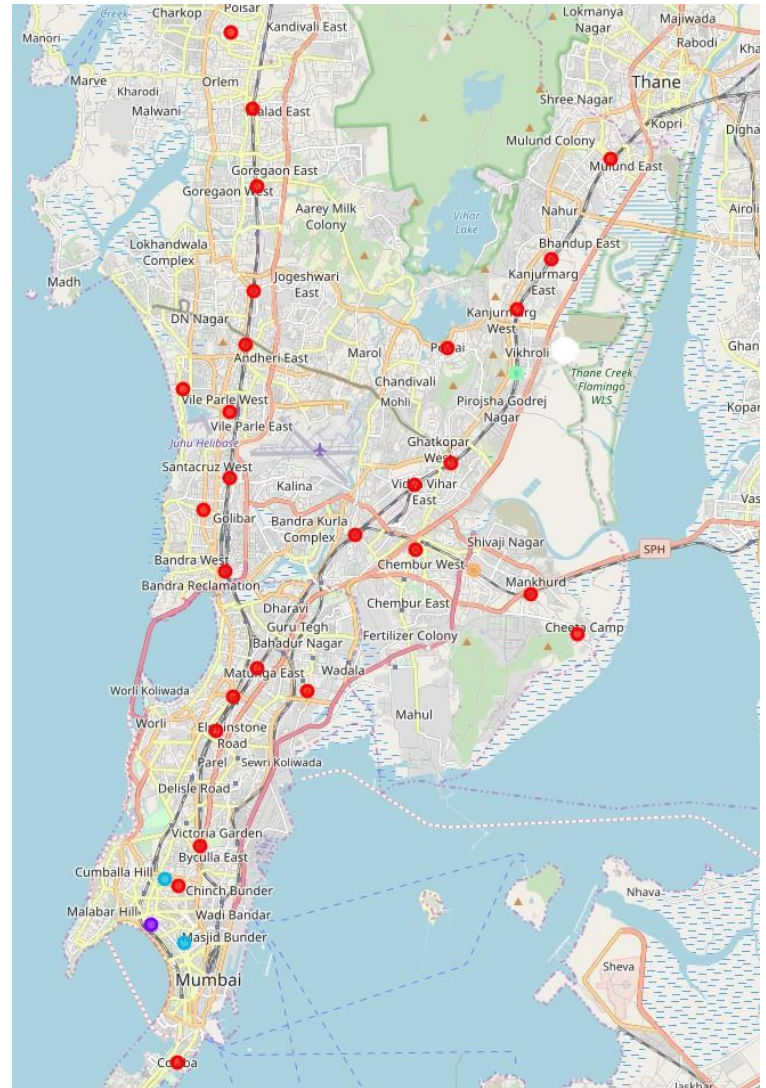 Poisar
Lokmanya
Nagar
Majiwada
Creek
Charkop
Kandivali East
Rabodi
Manori
Kha
Thane
Marve
Orlem
Kharodi
Shree Nagar
Malwani
Malad East
Kopri
Digha
Mulund Colony
Mulund East
Goregaon East
Goregaon West
Aarey Milk
Colony
Vihar
Lake
Nahur
Airoli
Lokhandwala
Complex
Bhandup East
Madh
Jogeshwari
East
Kanjurmarg
East
DN Nagar
Kanjurmarg
West
Andheri East
Marol
Vikhroli
Ghan
Chandivali
Thane Creek
Flamingo
WLS
Vile Parle West
Mohli
Pirojsha Godrej
Nagar
Kopar
Vile Parle East
Juhu Helibase
Ghatkopar
West
Santacruz West
Kalina
East
Vas
Golibar
Bandra Kurla
Complex
Shivaji Nagar
SPH
Bandra West
Chembur West
Bandra Reclamation
Mankhurd
Dharavi
Chembur East
Guru Tegh
Bahadur Nagar
Fertilizer Colony
Cheeta Camp
Matunga East
Wadala
Worli Koliwada
Mahul
Worli
Road
Parel
Sewri Koliwada
Delisle Road
Victoria Garden
Byculla East
Cumballa Hill
Chinch Bunder
Nhava
Malabar Hill
Wadi Bandar
Masjid Bunder
Sheva
Mumbai
Jaskhar